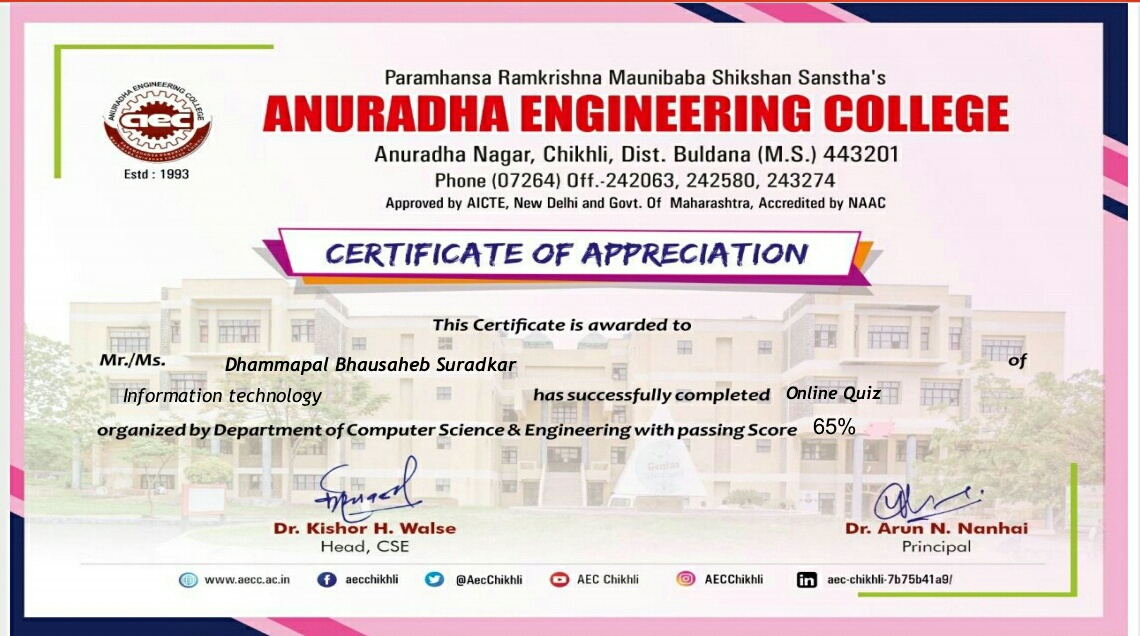 Paramhansa Ramkrishna Maunibaba Shikshan Sanstha's
ANURADHA ENGINEERING COLLEGE
ANURADHA ENGINEERING COLLEGE
aec
Estd : 1993
Anuradha Nagar, Chikhli, Dist. Buldana (M.S.) 443201
Phone (07264) Off.-242063, 242580, 243274
Approved by AICTE, New Delhi and Govt. Of Maharashtra, Accredited by NAAC
CERTIFICATE OF APPRECIATION
This Certificate is awarded to
Mr./Ms. Dhammapal Bhausaheb Suradkar of
Information technology has successfully completed Online Quiz
organized by Department of Computer Science & Engineering with passing Score 65%
Dr. Kishor H. Walse
Head, CSE
Dr. Arun N. Nanhai
Principal
www.aecc.ac.in aecchikhli @AecChikhli AEC Chikhli AECChikhli aec-chikhli-7b75b41a9/